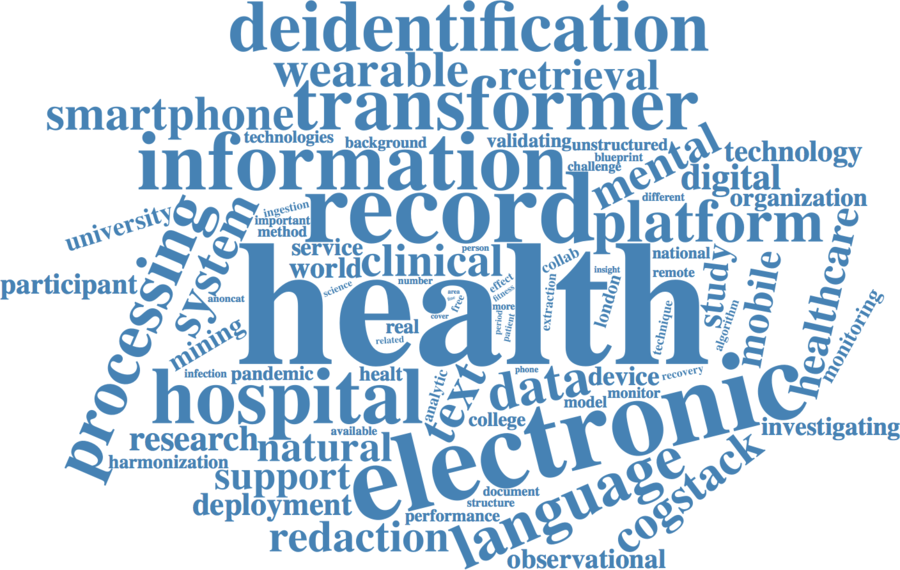 deidentification
wearable
retrieval
smartphone
transformer
technologies
background
validating
unstructured
blueprint
challenge
information
mental
technology
digital
organization
different
university
ingestion
important
method
record
platform
processing
system
service
person
world
clinical
collab
national
insight
remote
participant
science
number
anoncat
health
effect
fitness
more
area
free
cover
period
patient
extraction
london
technique
study
algorithm
mobile
healthcare
monitoring
real
related
mining
infection
pandemic
healt
analytic
text
phone
data
device
recovery
model
monitor
hospital
college
electronic
investigating
available
research
natural
harmonization
support
document
structure
language
cogstack
deployment
performance
redaction
observational